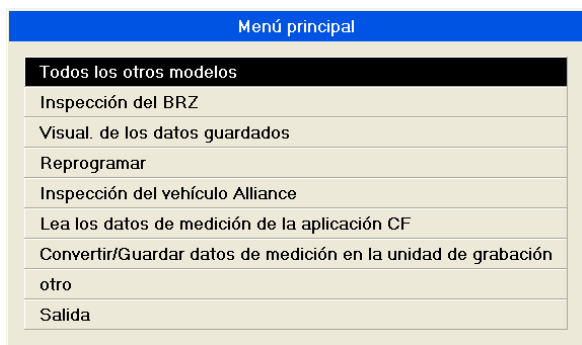 Menú principal
Todos los otros modelos
Inspección del BRZ
Visual. de los datos guardados
Reprogramar
Inspección del vehículo Alliance
Lea los datos de medición de la aplicación CF
Convertir/Guardar datos de medición en la unidad de grabación
otro
Salida